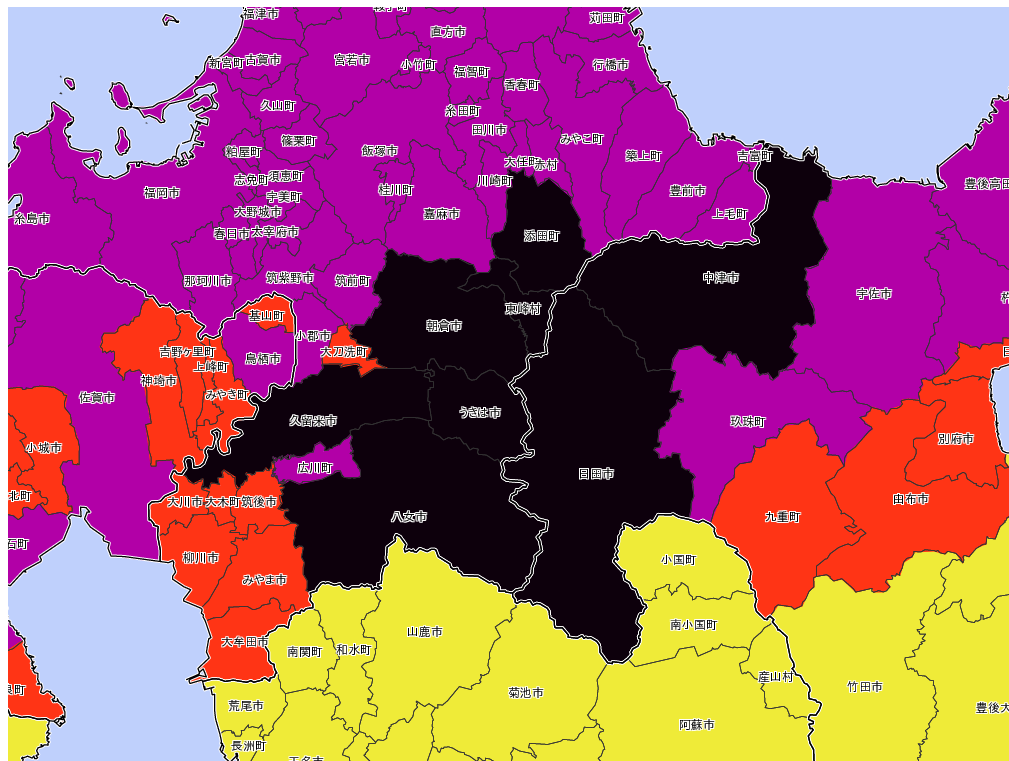 福津市
苅田町
直方市
新宮町
古賀市
宮若市
小竹町
福智町
行橋市
香春町
久山町
糸田町
田川市
篠栗町
みやこ町
粕屋町
飯塚市
築上町
吉富町
大任町
赤村
志免町
須恵町
川崎町
豊後高田
福岡市
宇美町
桂川町
豊前市
糸島市
大野城市
嘉麻市
上毛町
春日市
太宰府市
添田町
那珂川市
筑紫野市
筑前町
中津市
宇佐市
東峰村
基山町
朝倉市
小郡市
吉野ヶ里町
大刀洗町
鳥栖市
上峰町
神埼市
みやき町
佐賀市
うきは市
久留米市
玖珠町
別府市
小城市
広川町
日田市
北町
大川市
大木町
筑後市
由布市
八女市
九重町
石町
柳川市
小国町
みやま市
南小国町
山鹿市
大牟田市
南関町
和水町
産山村
竹田市
良町
菊池市
荒尾市
豊後大
阿蘇市
長洲町